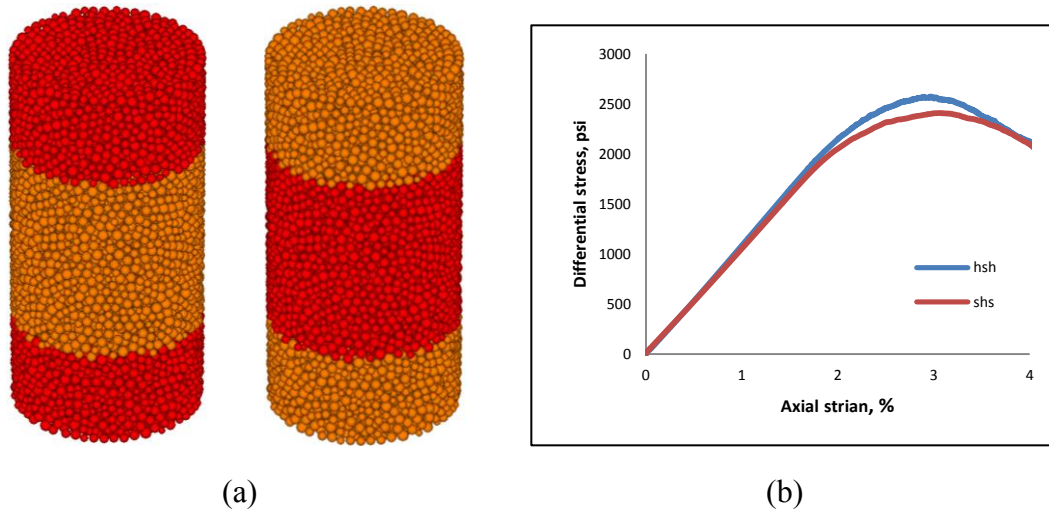 3000
2500
2000
1500
1000
500
0
Differential stress, psi
hsh
shs
0 1 2 3 4
Axial strian, %
(a) (b)